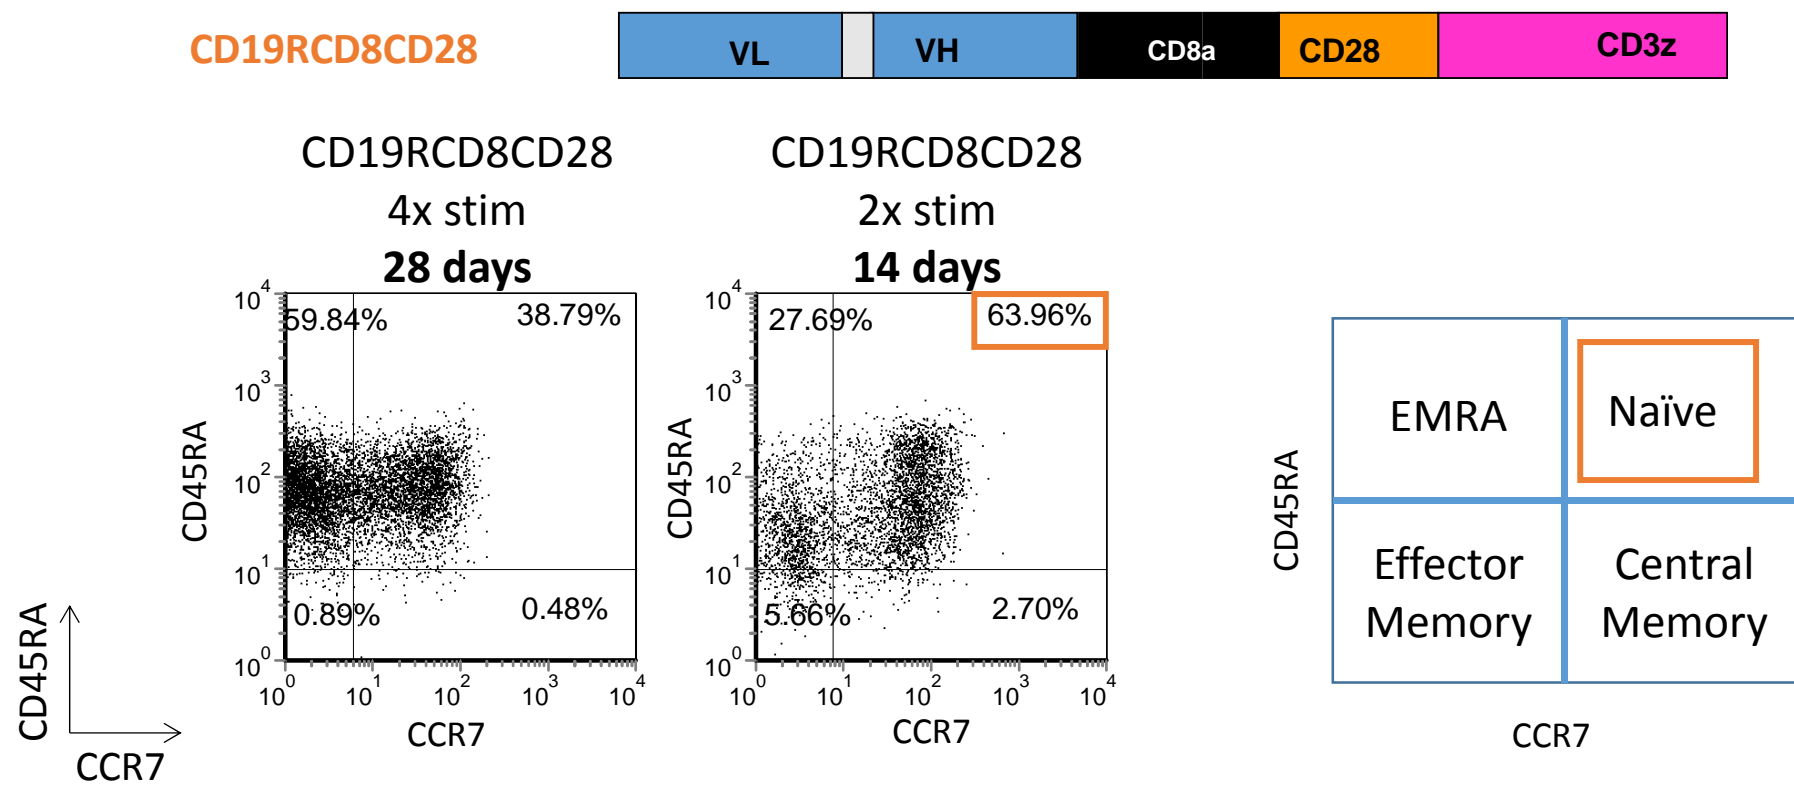 CD19RCD8CD28
VL VH CD8a CD28 CD3z
CD19RCD8CD28
4x stim
28 days
CD19RCD8CD28
2x stim
14 days
10^4
59.84% 38.79%
10^3
10^2
10^1
0.89% 0.48%
10^0
10^0 10^1 10^2 10^3 10^4
CD45RA
CCR7
10^4
27.69% 63.96%
10^3
10^2
10^1
5.66% 2.70%
10^0
10^0 10^1 10^2 10^3 10^4
CD45RA
CCR7
CD45RA
CCR7
EMRA Naïve
Effector
Memory
Central
Memory
CD45RA
CCR7